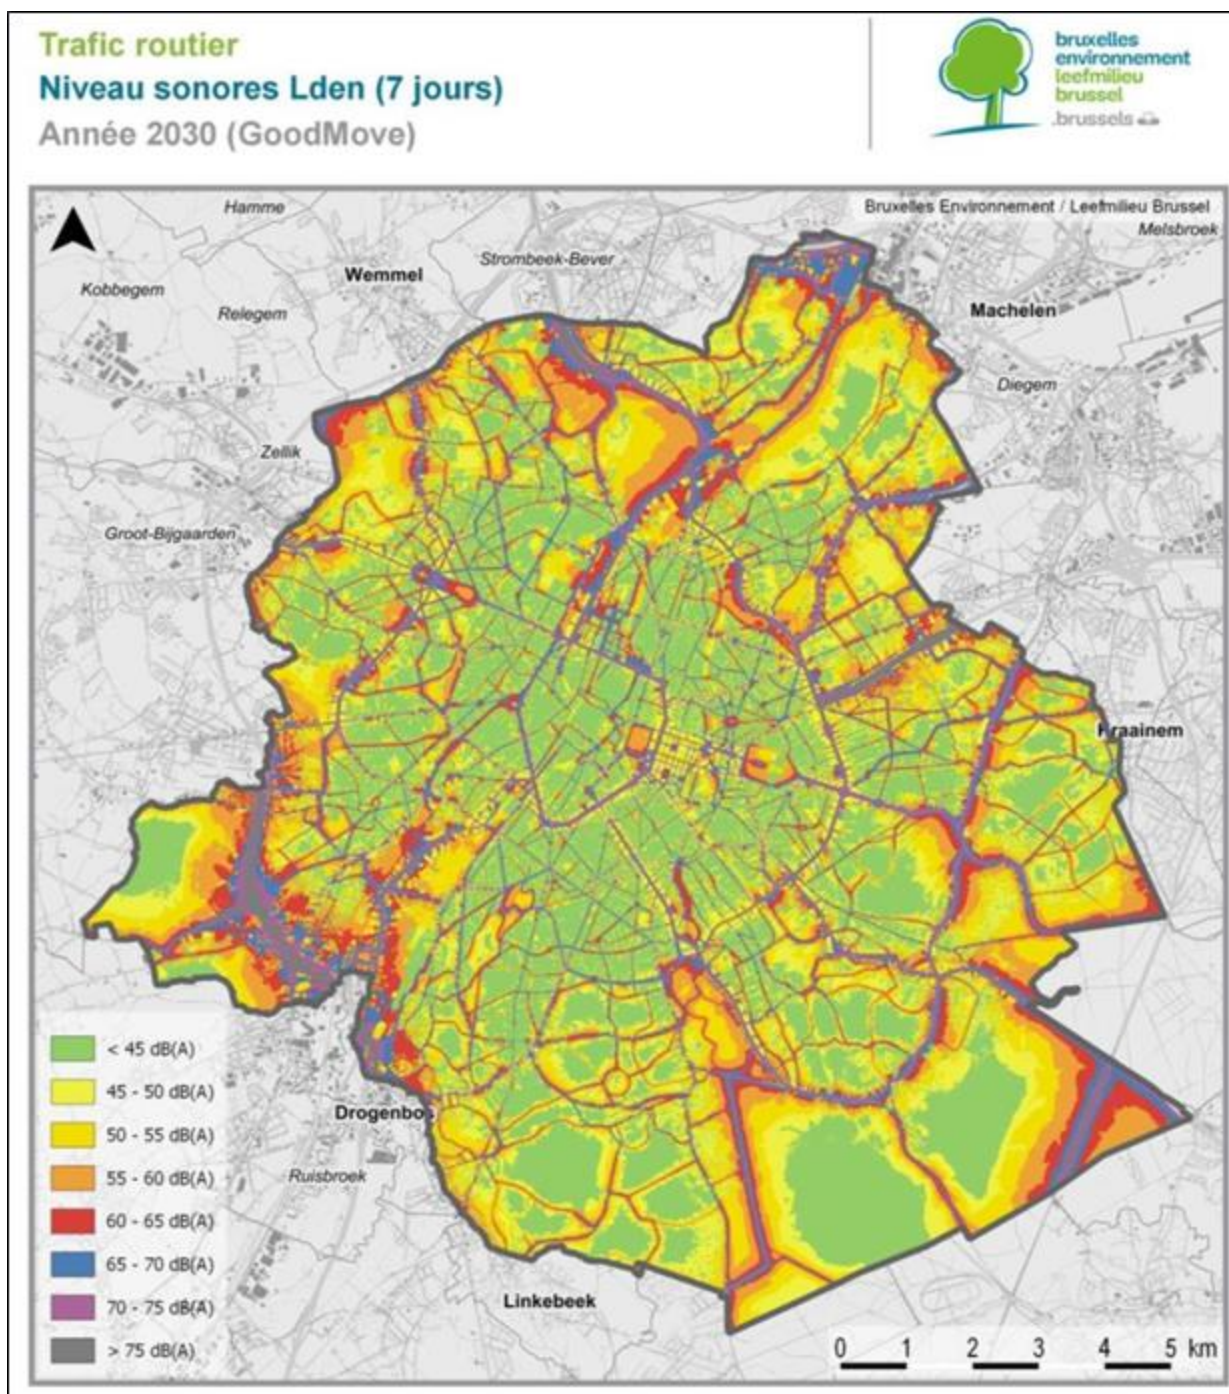 Trafic routier
Niveau sonores Lden (7 jours)
Année 2030 (GoodMove)
bruxelles
environnement
leefmilieu
brussel
.brussels
Bruxelles Environnement / Leefmilieu Brussel
Hamme
Melsbroek
Strombeek-Bever
Wemmel
Kobbegem
Relegem
Machelen
Diegem
Zellik
Groot-Bijgaarden
Kraainem
Drogenbos
Ruisbroek
Linkebeek
< 45 dB(A)
45 - 50 dB(A)
50 - 55 dB(A)
55 - 60 dB(A)
60 - 65 dB(A)
65 - 70 dB(A)
70 - 75 dB(A)
> 75 dB(A)
0 1 2 3 4 5 km